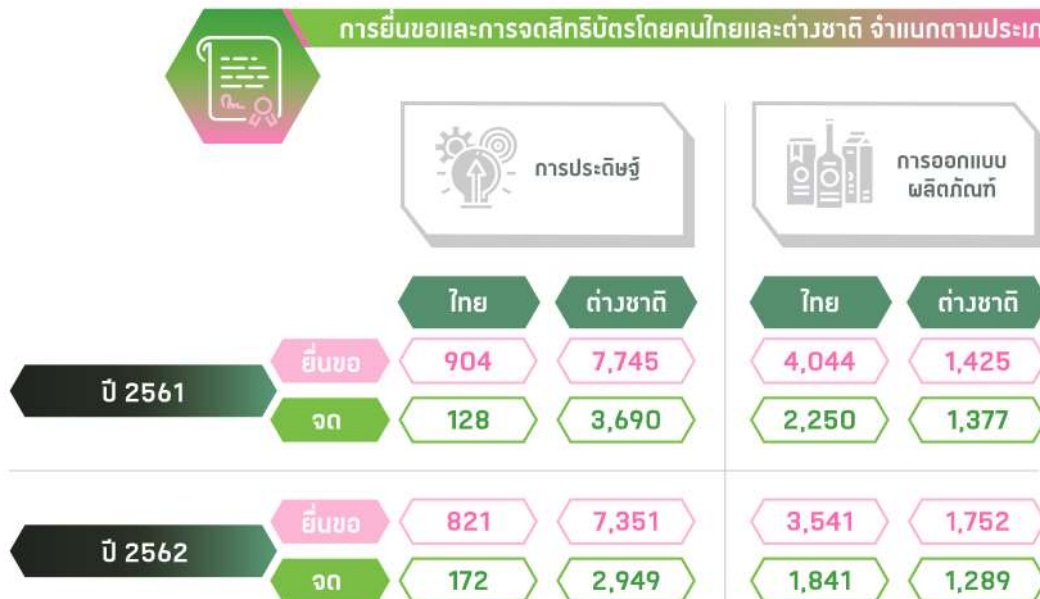 การยื่นขอและการจดสิทธิบัตรโดยคนไทยและต่างชาติ จำแนกตามประเภ
การประดิษฐ์
การออกแบบ
ผลิตภัณฑ์
ไทย ต่างชาติ ไทย ต่างชาติ
ปี 2561
ยื่นขอ 904 7,745 4,044 1,425
จด 128 3,690 2,250 1,377
ปี 2562
ยื่นขอ 821 7,351 3,541 1,752
จด 172 2,949 1,841 1,289